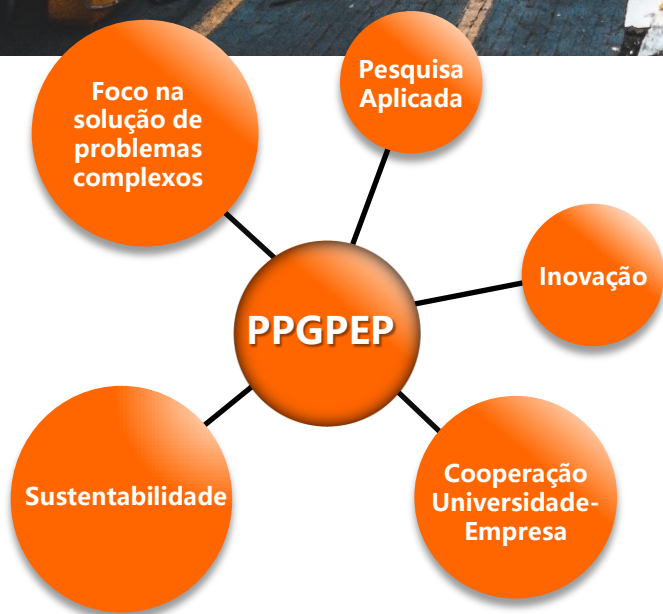 Foco na
solução de
problemas
complexos
Pesquisa
Aplicada
Inovação
PPGPEP
Sustentabilidade
Cooperação
Universidade-
Empresa